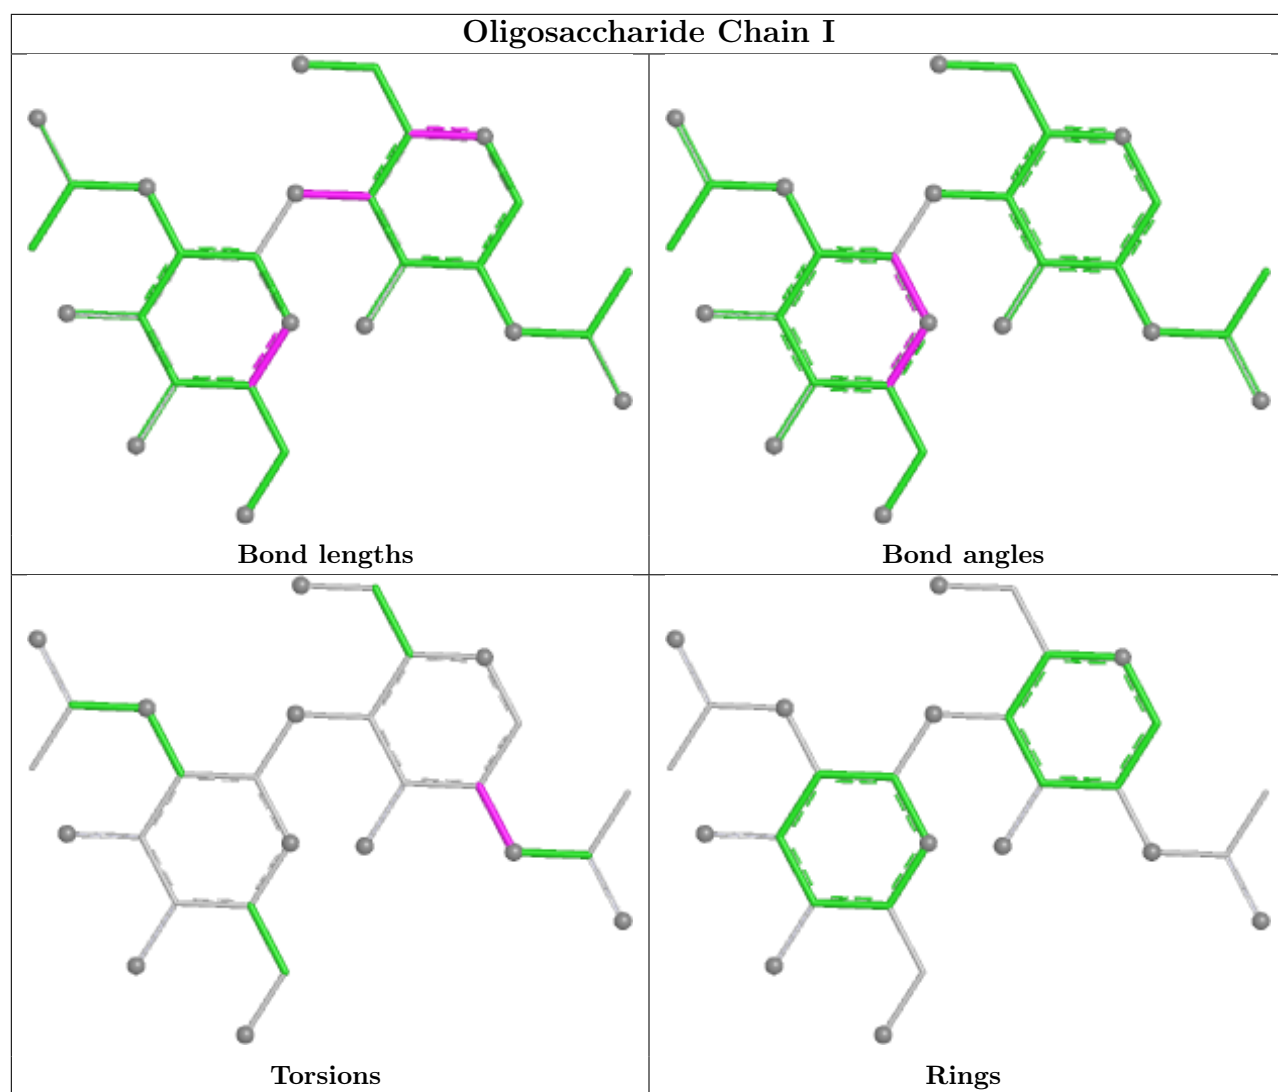 Oligosaccharide Chain I
Bond lengths
Bond angles
Torsions
Rings